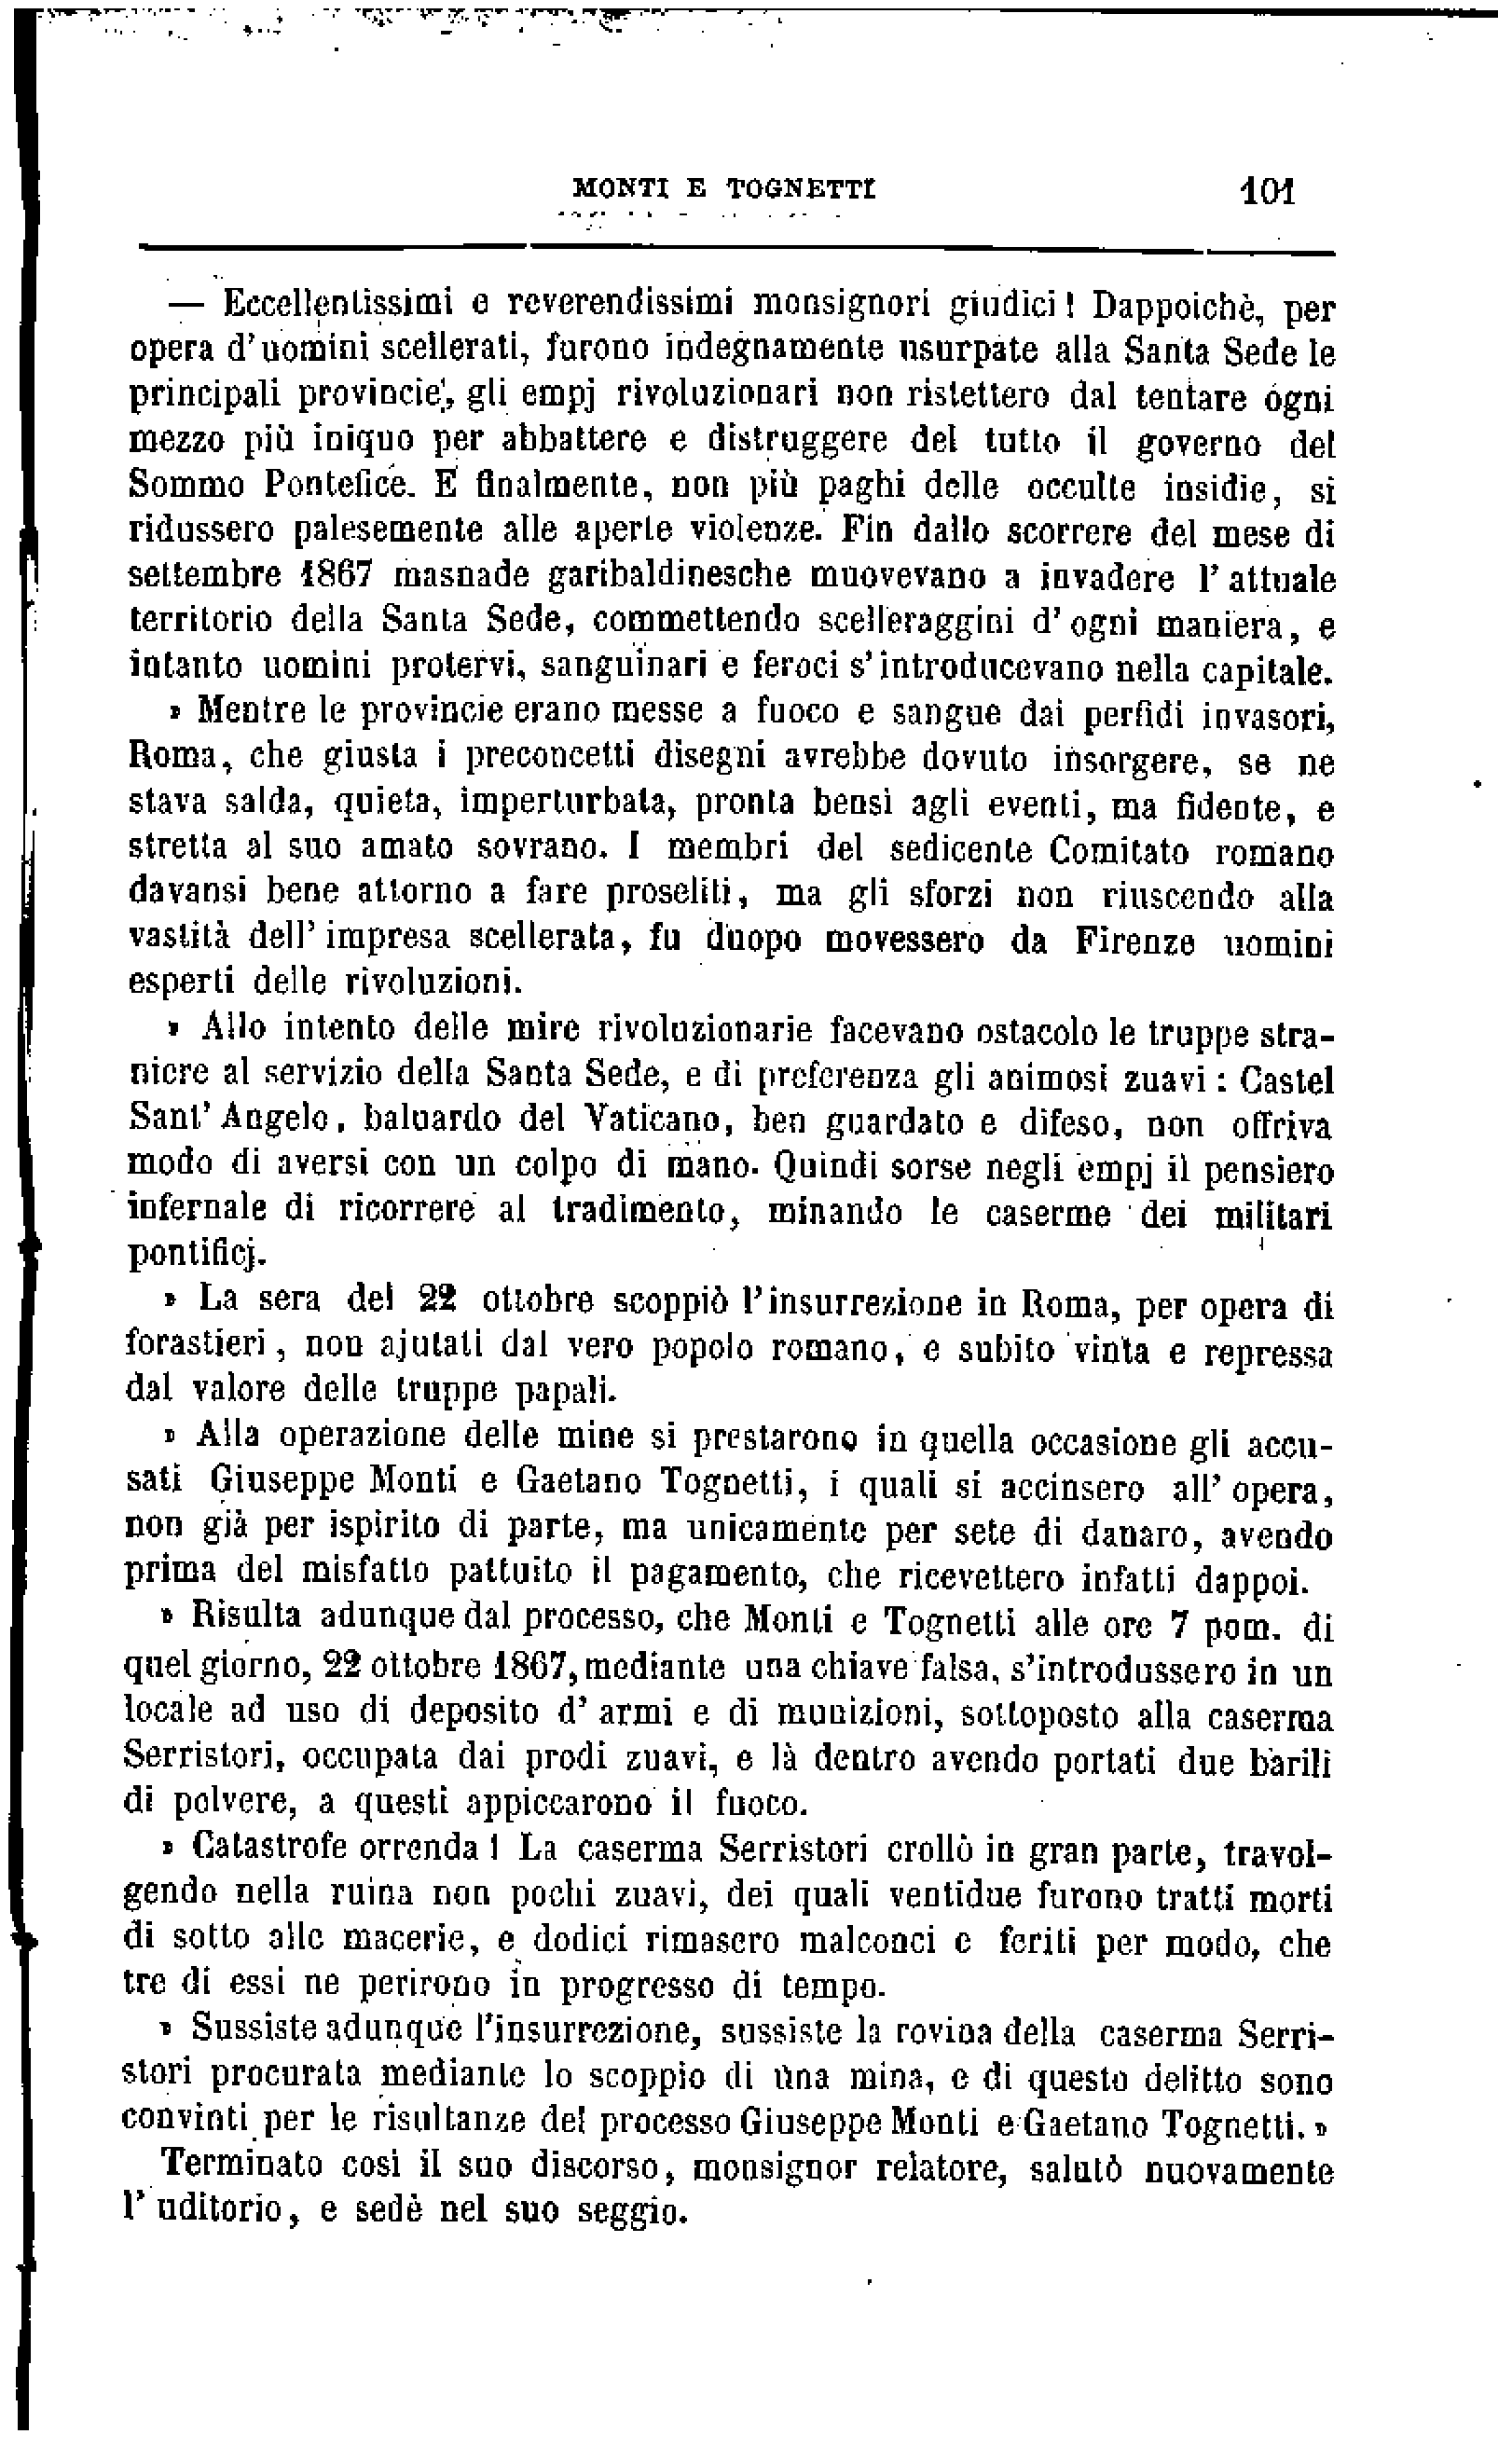 MONTI E TOGNETTI 101
— Eccellentissimi e reverendissimi monsignori giudici! Dappoichè, per
opera d'uomini scellerati, furono indegnamente usurpate alla Santa Sede le
principali provincie, gli empj rivoluzionari non ristettero dal tentare ogni
mezzo più iniquo per abbattere e distruggere del tutto il governo del
Sommo Pontefice. E finalmente, non più paghi delle occulte insidie, si
ridussero palesemente alle aperte violenze. Fin dallo scorrere del mese di
settembre 1867 masnade garibaldinesche muovevano a invadere l'attuale
territorio della Santa Sede, commettendo scelleraggini d'ogni maniera, e
intanto uomini protervi, sanguinari e feroci s'introducevano nella capitale.
» Mentre le provincie erano messe a fuoco e sangue dai perfidi invasori,
Roma, che giusta i preconcetti disegni avrebbe dovuto insorgere, se ne
stava salda, quieta, imperturbata, pronta bensì agli eventi, ma fidente, e
stretta al suo amato sovrano. I membri del sedicente Comitato romano
davansi bene attorno a fare proseliti, ma gli sforzi non riuscendo alla
vastità dell'impresa scellerata, fu duopo movessero da Firenze uomini
esperti delle rivoluzioni.
» Allo intento delle mire rivoluzionarie facevano ostacolo le truppe stra-
niere al servizio della Santa Sede, e di preferenza gli animosi zuavi: Castel
Sant'Angelo, baluardo del Vaticano, ben guardato e difeso, non offriva
modo di aversi con un colpo di mano. Quindi sorse negli empj il pensiero
infernale di ricorrere al tradimento, minando le caserme dei militari
pontificj.
» La sera del 22 ottobre scoppiò l'insurrezione in Roma, per opera di
forastieri, non ajutati dal vero popolo romano, e subito vinta e repressa
dal valore delle truppe papali.
» Alla operazione delle mine si prestarono in quella occasione gli accu-
sati Giuseppe Monti e Gaetano Tognetti, i quali si accinsero all'opera,
non già per ispirito di parte, ma unicamente per sete di danaro, avendo
prima del misfatto pattuito il pagamento, che ricevettero infatti dappoi.
» Risulta adunque dal processo, che Monti e Tognetti alle ore 7 pom. di
quel giorno, 22 ottobre 1867, mediante una chiave falsa, s'introdussero in un
locale ad uso di deposito d'armi e di munizioni, sottoposto alla caserma
Serristori, occupata dai prodi zuavi, e là dentro avendo portati due barili
di polvere, a questi appiccarono il fuoco.
» Catastrofe orrenda! La caserma Serristori crollò in gran parte, travol-
gendo nella ruina non pochi zuavi, dei quali ventidue furono tratti morti
di sotto alle macerie, e dodici rimasero malconci e feriti per modo, che
tre di essi ne perirono in progresso di tempo.
» Sussiste adunque l'insurrezione, sussiste la rovina della caserma Serri-
stori procurata mediante lo scoppio di una mina, e di questo delitto sono
convinti per le risultanze del processo Giuseppe Monti e Gaetano Tognetti. »
Terminato così il suo discorso, monsignor relatore, salutò nuovamente
l'uditorio, e sedè nel suo seggio.